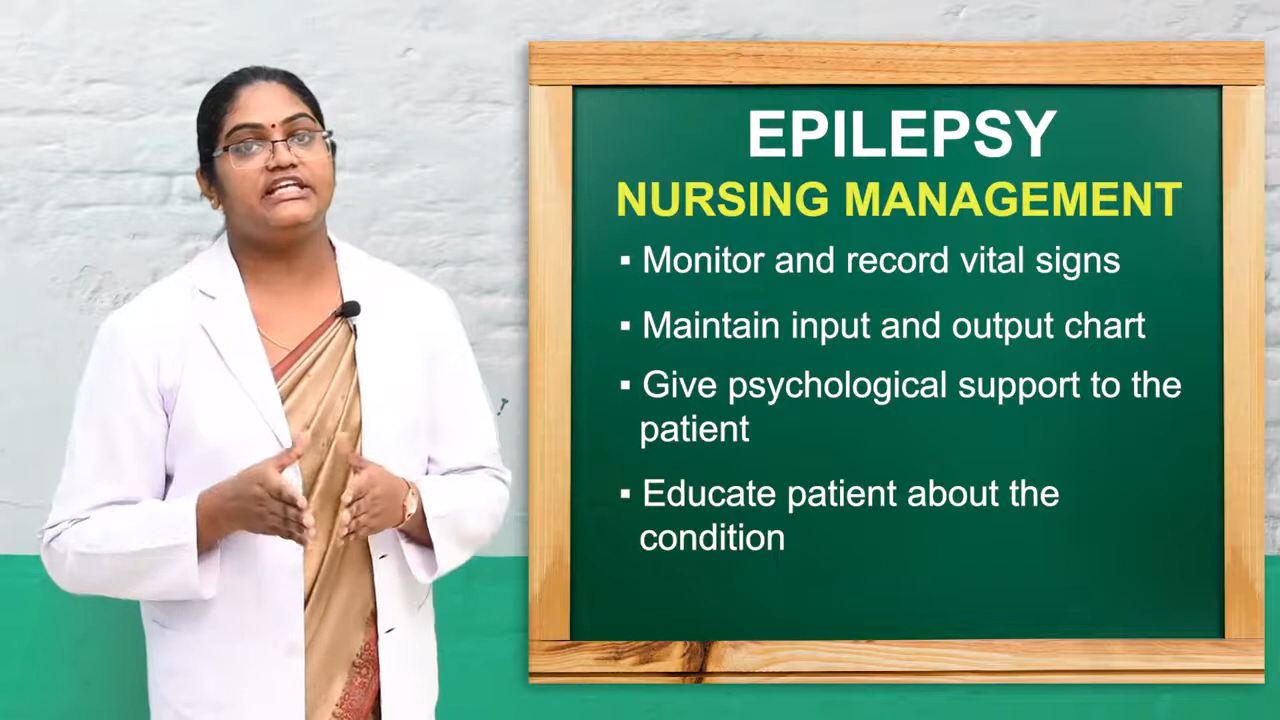 EPILEPSY
NURSING MANAGEMENT
▪ Monitor and record vital signs
▪ Maintain input and output chart
▪ Give psychological support to the
patient
▪ Educate patient about the
condition